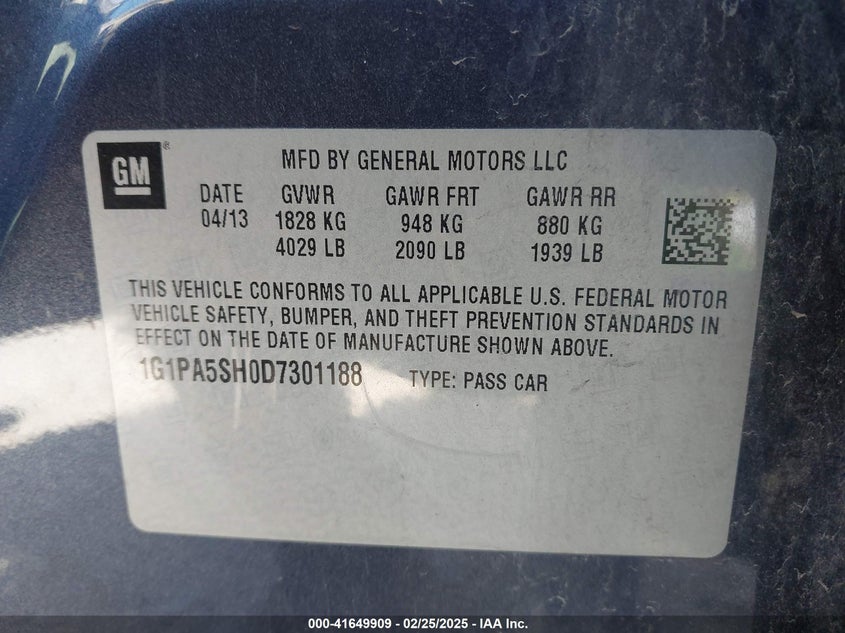 GM®
MFD BY GENERAL MOTORS LLC
DATE GVWR GAWR FRT GAWR RR
04/13 1828 KG 948 KG 880 KG
4029 LB 2090 LB 1939 LB
THIS VEHICLE CONFORMS TO ALL APPLICABLE U.S. FEDERAL MOTOR
VEHICLE SAFETY, BUMPER, AND THEFT PREVENTION STANDARDS IN
EFFECT ON THE DATE OF MANUFACTURE SHOWN ABOVE.
1G1PA5SH0D7301188 TYPE: PASS CAR
000-41649909 - 02/25/2025 - IAA Inc.